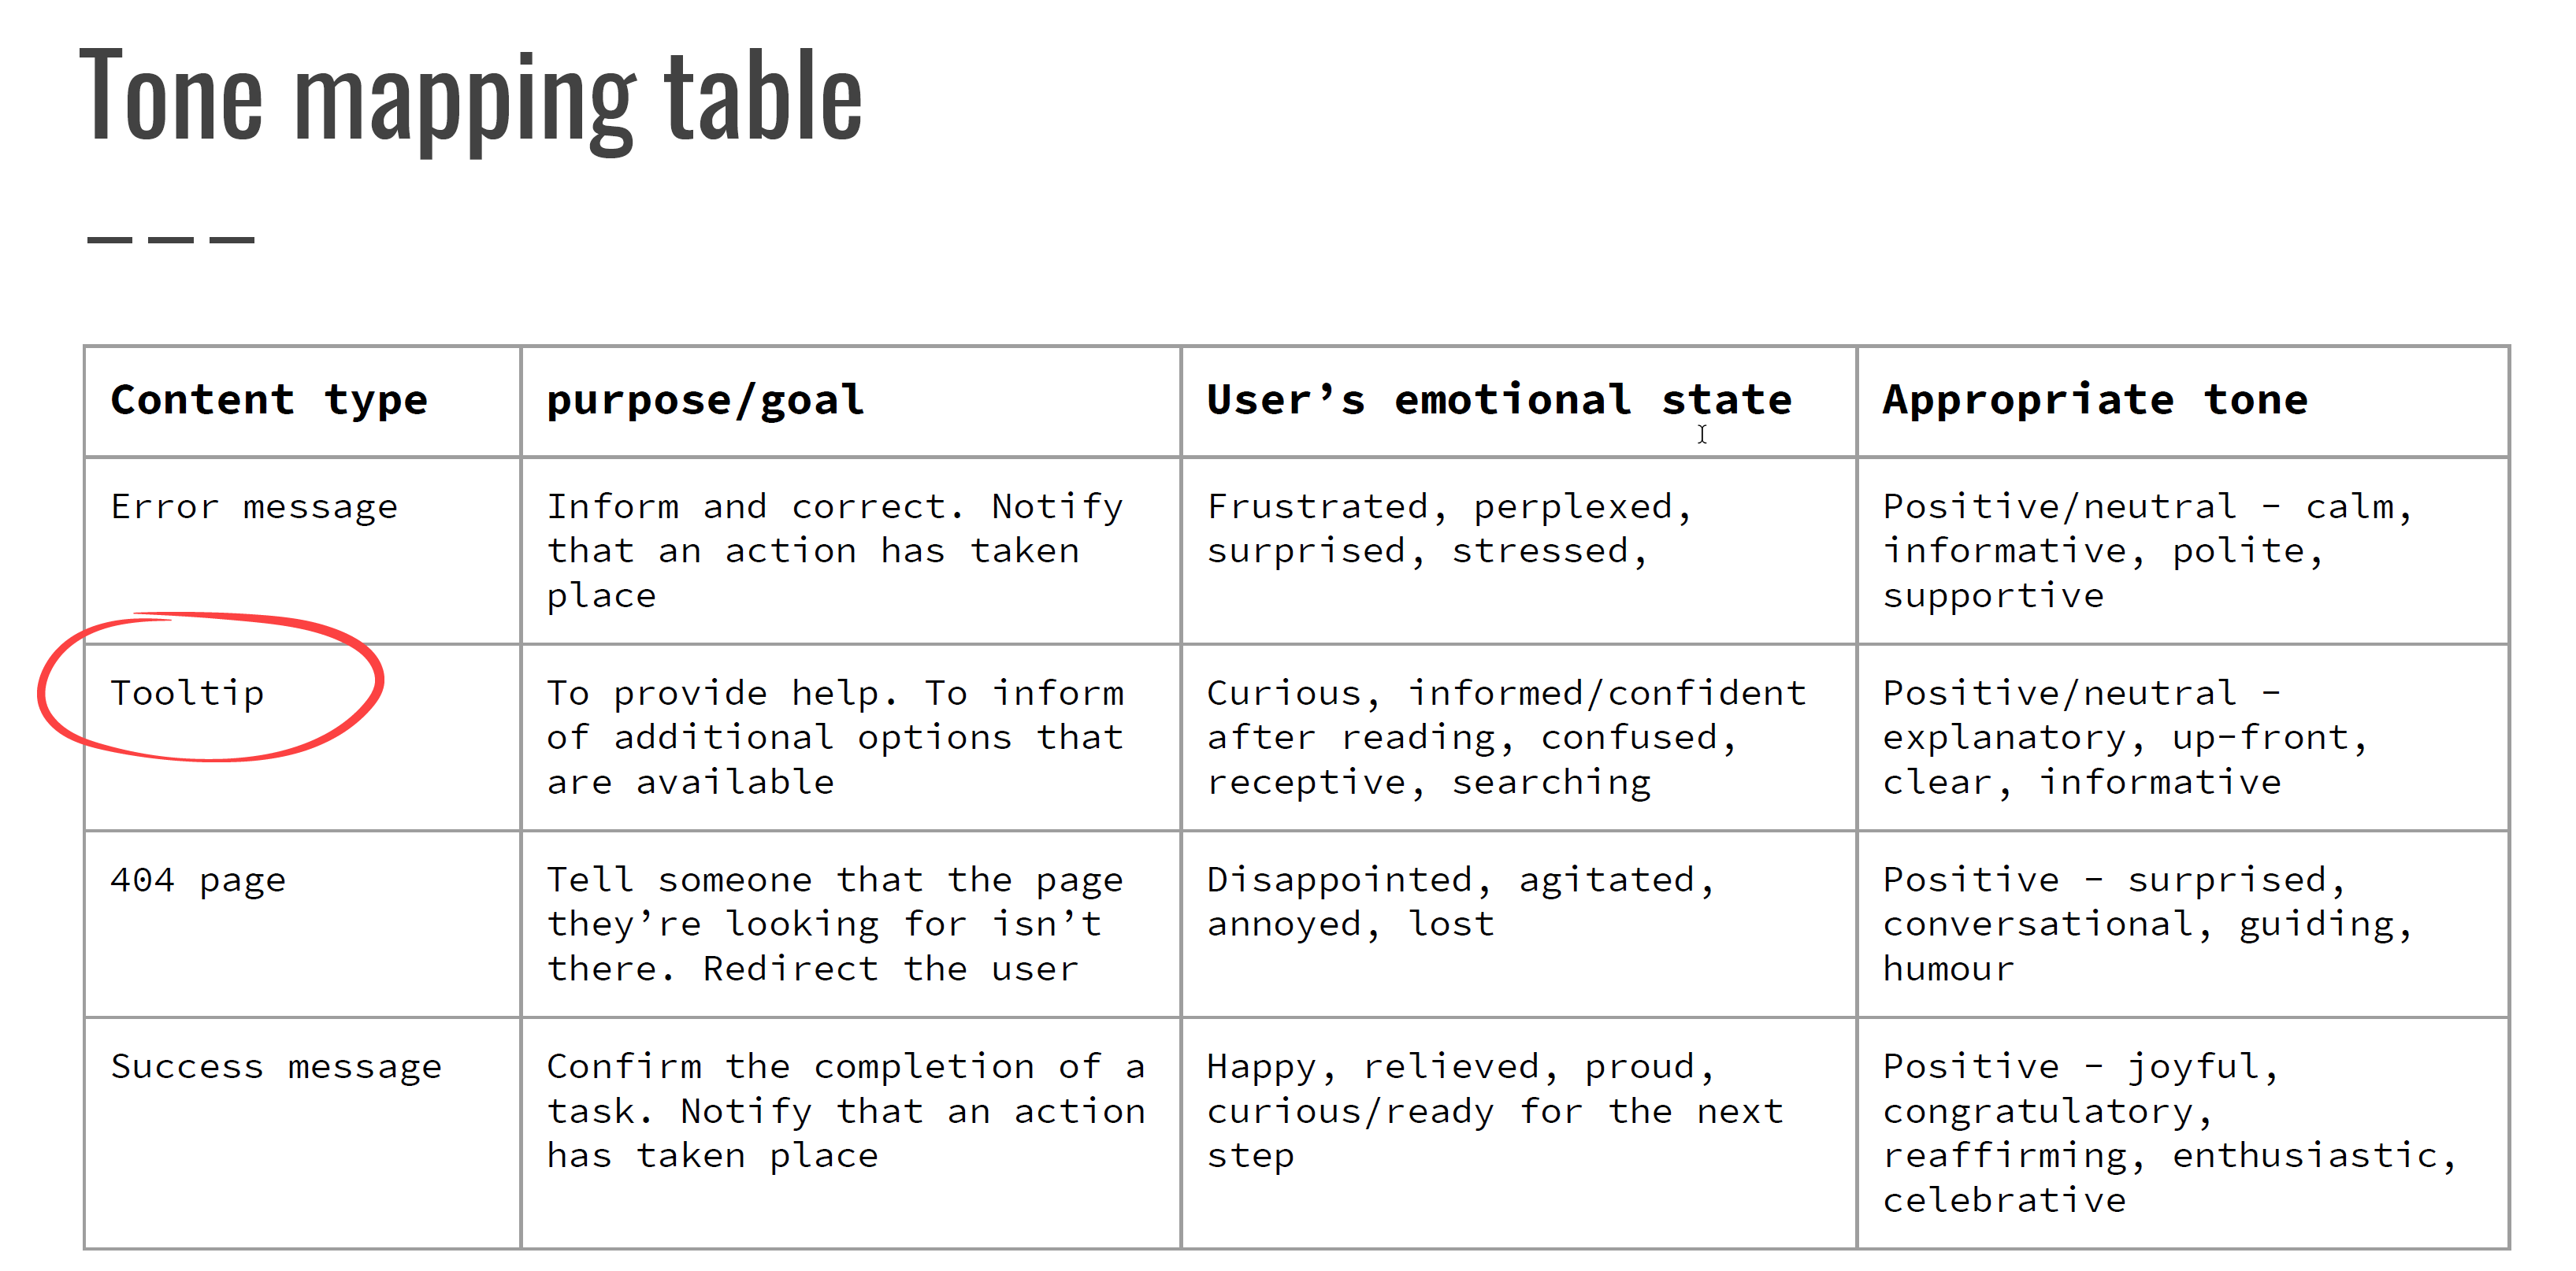 Tone mapping table
Content type
purpose/goal
User’s emotional state
Appropriate tone
Error message
Inform and correct. Notify
that an action has taken
place
Frustrated, perplexed,
surprised, stressed,
Positive/neutral – calm,
informative, polite,
supportive
Tooltip
To provide help. To inform
of additional options that
are available
Curious, informed/confident
after reading, confused,
receptive, searching
Positive/neutral –
explanatory, up-front,
clear, informative
404 page
Tell someone that the page
they’re looking for isn’t
there. Redirect the user
Disappointed, agitated,
annoyed, lost
Positive – surprised,
conversational, guiding,
humour
Success message
Confirm the completion of a
task. Notify that an action
has taken place
Happy, relieved, proud,
curious/ready for the next
step
Positive – joyful,
congratulatory,
reaffirming, enthusiastic,
celebrative